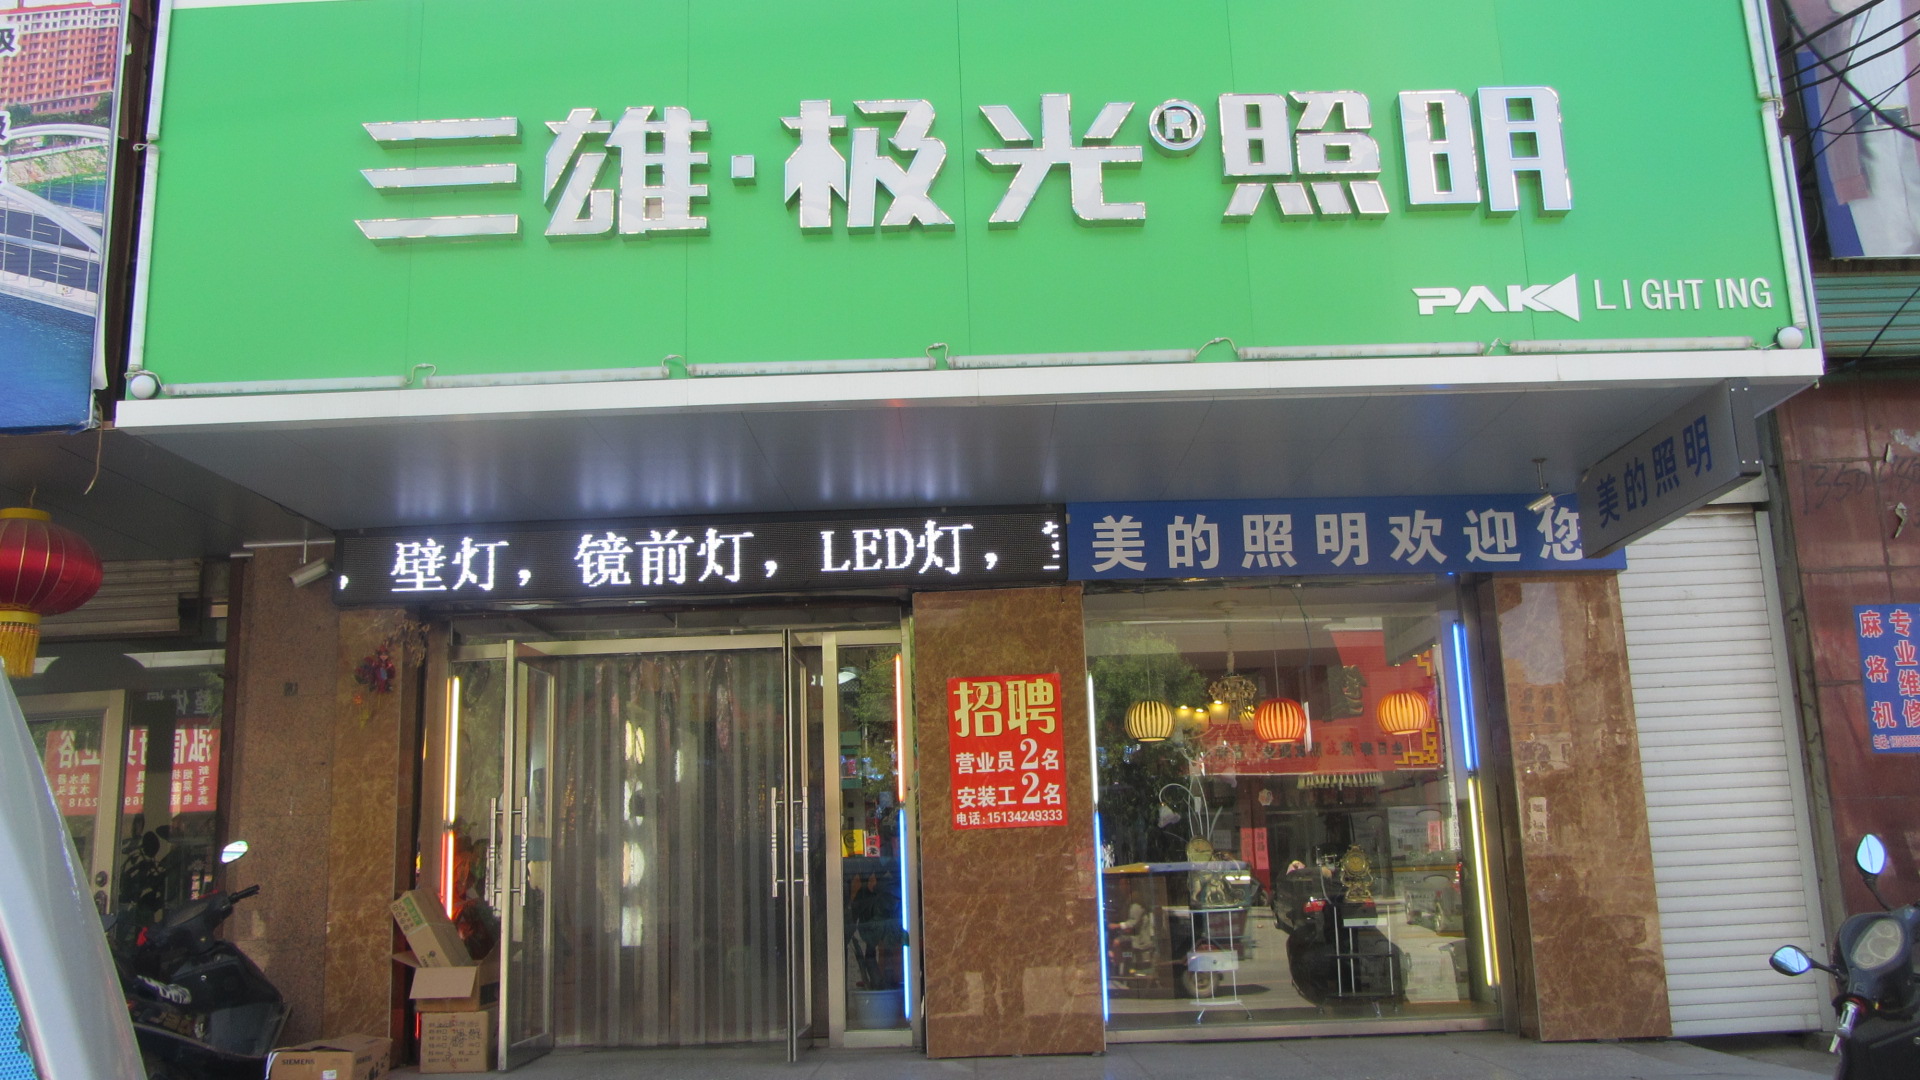 三雄·极光®照明
PAK LIGHTING
美的照明
，壁灯，镜前灯，LED灯，
美的照明欢迎您
招聘
营业员2名
安装工2名
电话：15134249333
专业维修
麻将机
SIEMENS